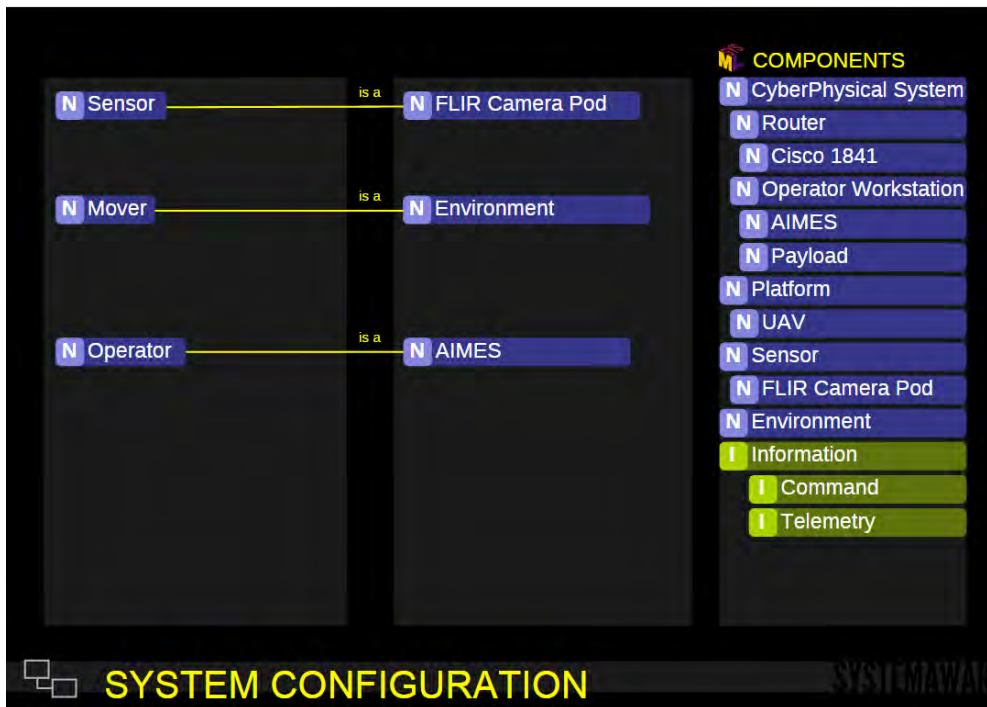 COMPONENTS
N Sensor
is a
N FLIR Camera Pod
N Mover
is a
N Environment
N Operator
is a
N AIMES
N CyberPhysical System
N Router
N Cisco 1841
N Operator Workstation
N AIMES
N Payload
N Platform
N UAV
N Sensor
N FLIR Camera Pod
N Environment
I Information
I Command
I Telemetry
SYSTEM CONFIGURATION